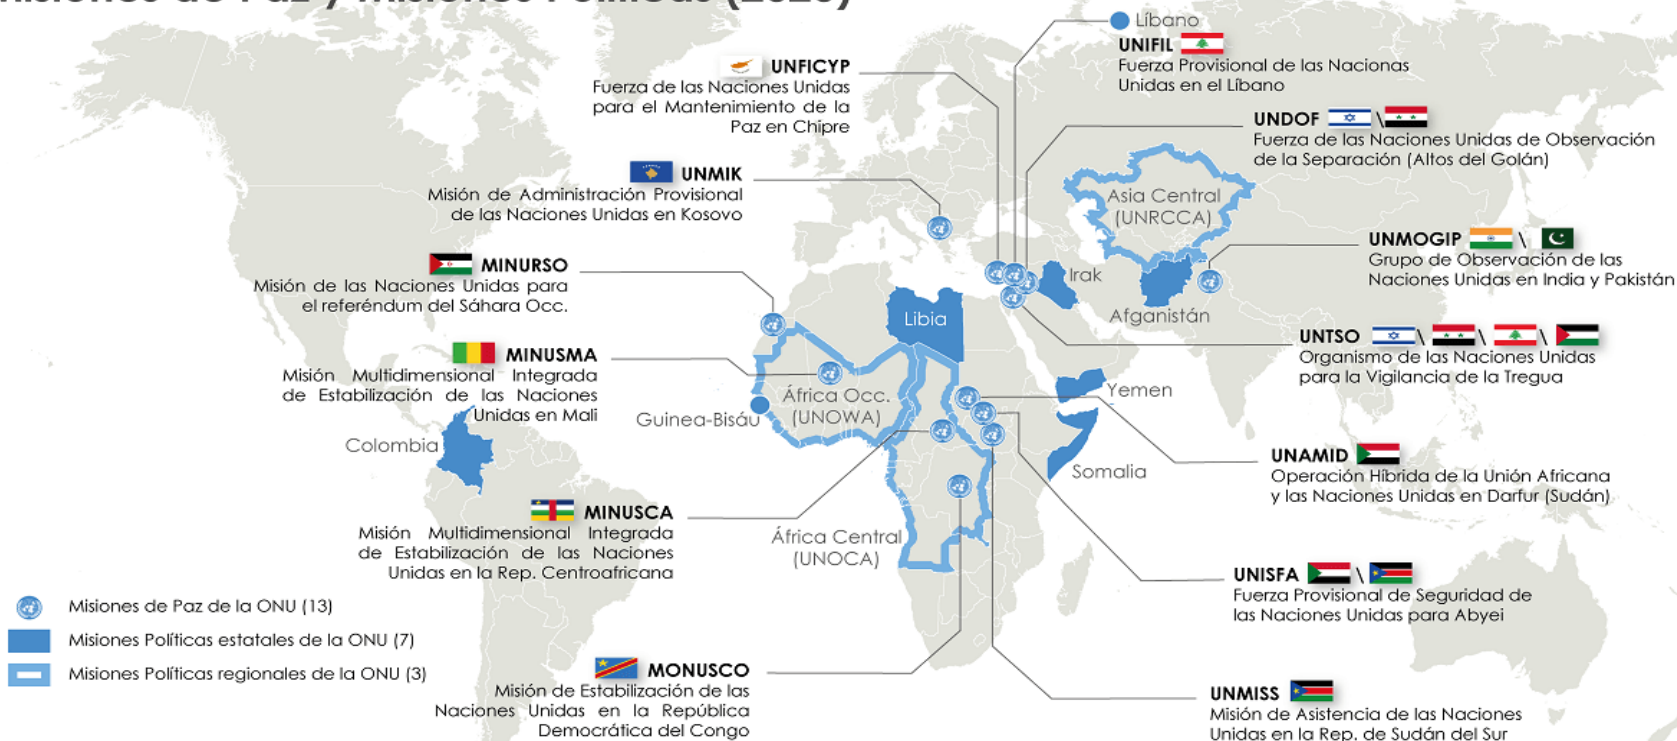 Misiones de Paz y Misiones Políticas (2020)
Líbano
UNIFIL
Fuerza Provisional de las Nacionas
Unidas en el Líbano
UNFICYP
Fuerza de las Naciones Unidas
para el Mantenimiento de la
Paz en Chipre
UNDOF \
Fuerza de las Naciones Unidas de Observación
de la Separación (Altos del Golán)
UNMIK
Misión de Administración Provisional
de las Naciones Unidas en Kosovo
Asia Central
(UNRCCA)
UNMOGIP \
Grupo de Observación de las
Naciones Unidas en India y Pakistán
MINURSO
Misión de las Naciones Unidas para
el referéndum del Sáhara Occ.
Irak
Afganistán
Libia
UNTSO \ \ \
Organismo de las Naciones Unidas
para la Vigilancia de la Tregua
MINUSMA
Misión Multidimensional Integrada
de Estabilización de las Naciones
Unidas en Mali
África Occ.
(UNOWA)
Guinea-Bisáu
Yemen
Colombia
Somalia
UNAMID
Operación Híbrida de la Unión Africana
y las Naciones Unidas en Darfur (Sudán)
MINUSCA
Misión Multidimensional Integrada
de Estabilización de las Naciones
Unidas en la Rep. Centroafricana
África Central
(UNOCA)
UNISFA \
Fuerza Provisional de Seguridad de
las Naciones Unidas para Abyei
Misiones de Paz de la ONU (13)
Misiones Políticas estatales de la ONU (7)
Misiones Políticas regionales de la ONU (3)
MONUSCO
Misión de Estabilización de las
Naciones Unidas en la República
Democrática del Congo
UNMISS
Misión de Asistencia de las Naciones
Unidas en la Rep. de Sudán del Sur